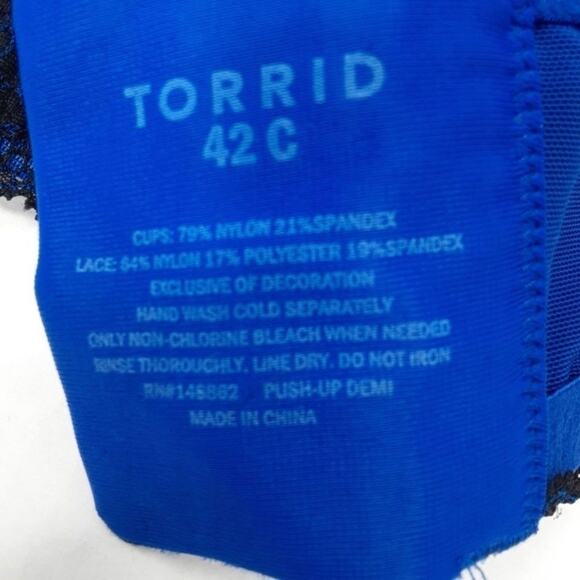 TORRID
42 C
CUPS: 79% NYLON 21%SPANDEX
LACE: 64% NYLON 17% POLYESTER 19%SPANDEX
EXCLUSIVE OF DECORATION
HAND WASH COLD SEPARATELY
ONLY NON-CHLORINE BLEACH WHEN NEEDED
RINSE THOROUGHLY. LINE DRY. DO NOT IRON
PUSH-UP DEMI
MADE IN CHINA